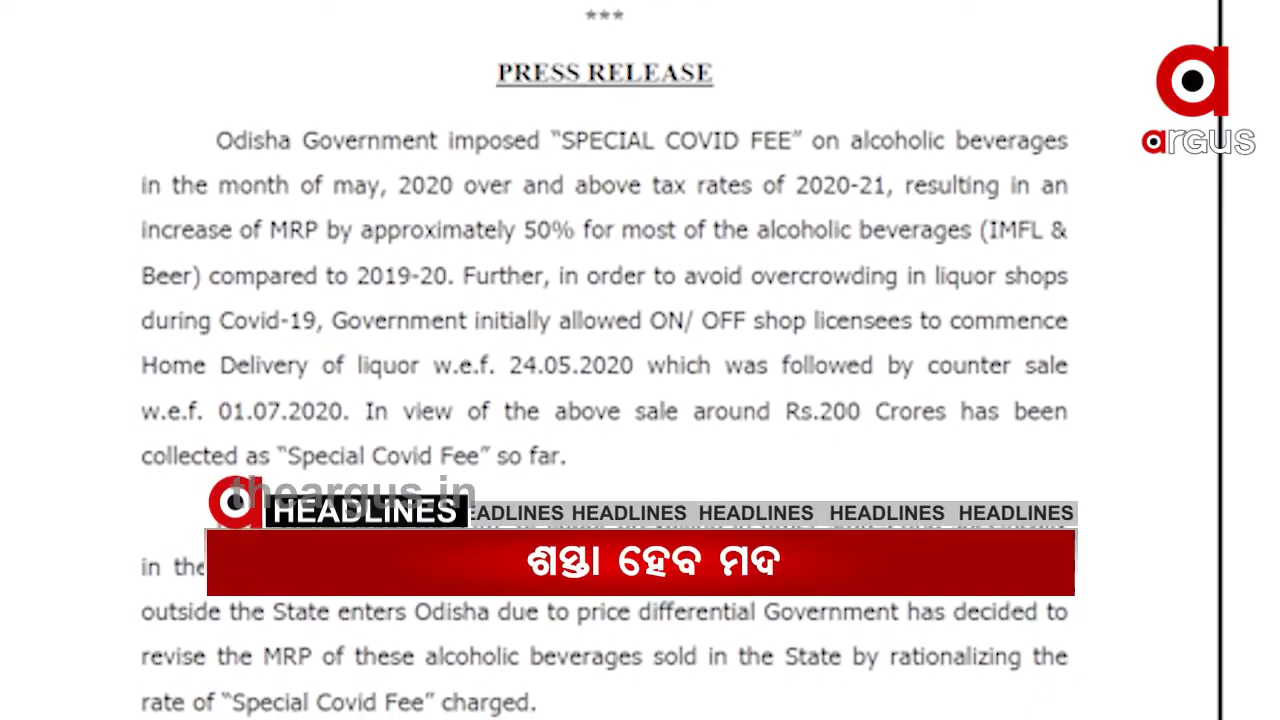 ***
PRESS RELEASE
argus
Odisha Government imposed “SPECIAL COVID FEE” on alcoholic beverages
in the month of may, 2020 over and above tax rates of 2020-21, resulting in an
increase of MRP by approximately 50% for most of the alcoholic beverages (IMFL &
Beer) compared to 2019-20. Further, in order to avoid overcrowding in liquor shops
during Covid-19, Government initially allowed ON/ OFF shop licensees to commence
Home Delivery of liquor w.e.f. 24.05.2020 which was followed by counter sale
w.e.f. 01.07.2020. In view of the above sale around Rs.200 Crores has been
collected as “Special Covid Fee” so far.
theargus.in
HEADLINES EADLINES HEADLINES HEADLINES HEADLINES HEADLINES
ଶସ୍ତା ହେବ ମଦ
in the
outside the State enters Odisha due to price differential Government has decided to
revise the MRP of these alcoholic beverages sold in the State by rationalizing the
rate of “Special Covid Fee” charged.